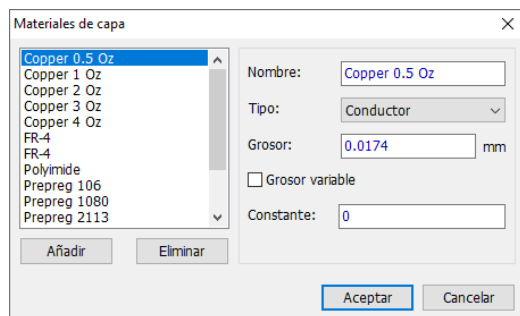 Materiales de capa
Copper 0.5 Oz
Copper 1 Oz
Copper 2 Oz
Copper 3 Oz
Copper 4 Oz
FR-4
FR-4
Polyimide
Prepreg 106
Prepreg 1080
Prepreg 2113
Añadir
Eliminar
Nombre: Copper 0.5 Oz
Tipo: Conductor
Grosor: 0.0174 mm
Grosor variable
Constante: 0
Aceptar
Cancelar